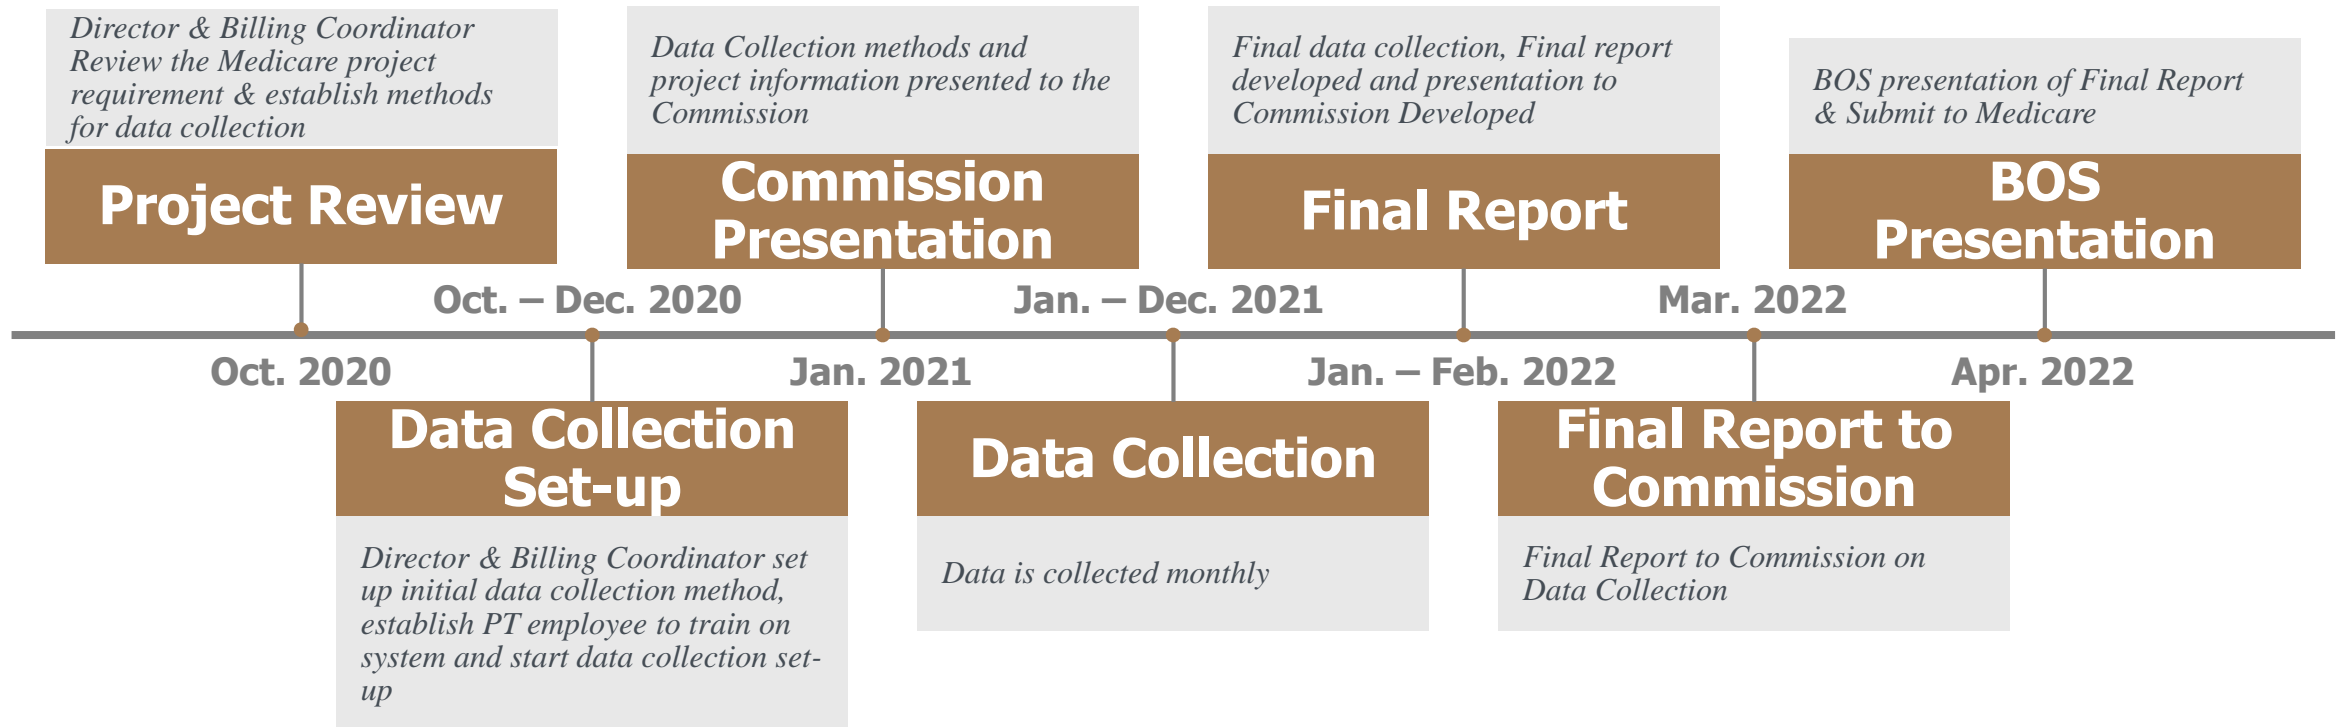 Director & Billing Coordinator
Review the Medicare project
requirement & establish methods
for data collection
Project Review
Oct. 2020
Oct. – Dec. 2020
Data Collection
Set-up
Director & Billing Coordinator set
up initial data collection method,
establish PT employee to train on
system and start data collection set-
up
Data Collection methods and
project information presented to the
Commission
Commission
Presentation
Jan. 2021
Jan. – Dec. 2021
Data Collection
Data is collected monthly
Final data collection, Final report
developed and presentation to
Commission Developed
Final Report
Jan. – Feb. 2022
Mar. 2022
Final Report to
Commission
Final Report to Commission on
Data Collection
BOS presentation of Final Report
& Submit to Medicare
BOS
Presentation
Apr. 2022